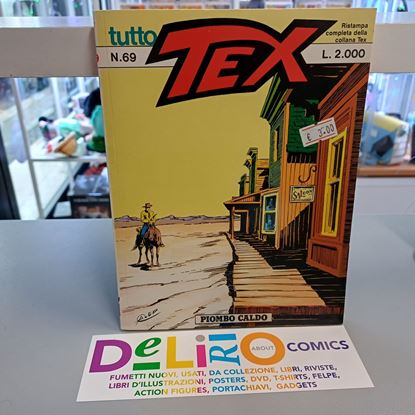 tutto
TEX
Ristampa
completa della
collana Tex
N.69
L. 2.000
€ 3,00
Saloon
PIOMBO CALDO
DELIRIO
ABOUT
COMICS
FUMETTI NUOVI, USATI, DA COLLEZIONE, LIBRI, RIVISTE,
LIBRI D'ILLUSTRAZIONI, POSTERS, DVD, T-SHIRTS, FELPE,
ACTION FIGURES, PORTACHIAVI, GADGETS